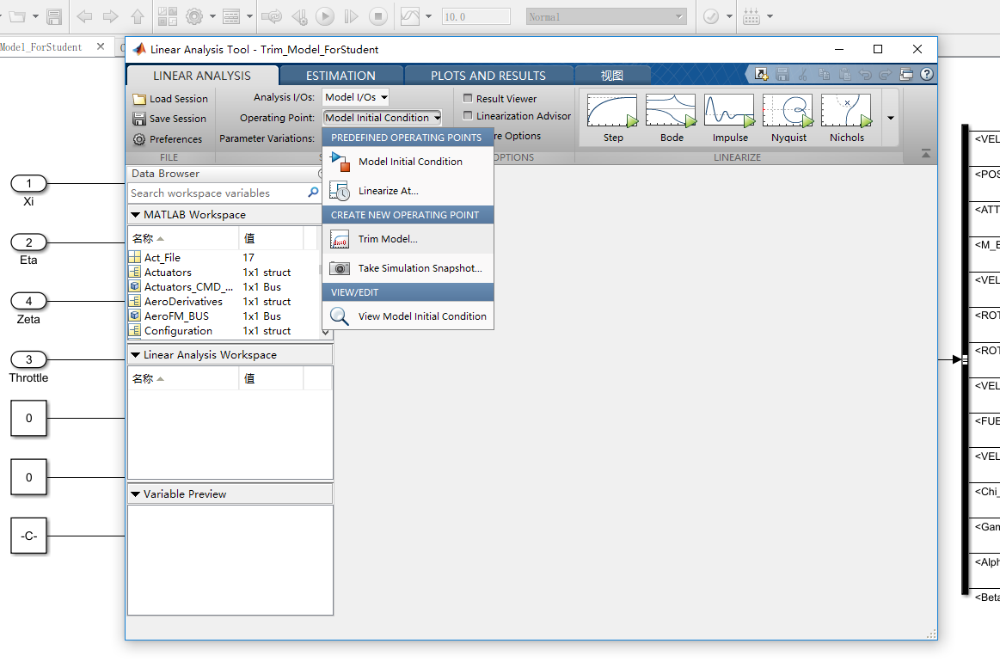 10.0
Normal
Model_ForStudent
Linear Analysis Tool - Trim_Model_ForStudent
LINEAR ANALYSIS
ESTIMATION
PLOTS AND RESULTS
视图
Load Session
Save Session
Preferences
FILE
Analysis I/Os:
Model I/Os
Operating Point:
Model Initial Condition
Parameter Variations:
PREDEFINED OPERATING POINTS
Model Initial Condition
Linearize At...
CREATE NEW OPERATING POINT
Trim Model...
Take Simulation Snapshot...
VIEW/EDIT
View Model Initial Condition
Result Viewer
Linearization Advisor
re Options
OPTIONS
Step
Bode
Impulse
Nyquist
Nichols
LINEARIZE
Data Browser
Search workspace variables
MATLAB Workspace
名称 值
Act_File 17
Actuators 1x1 struct
Actuators_CMD_... 1x1 Bus
AeroDerivatives 1x1 struct
AeroFM_BUS 1x1 Bus
Configuration 1x1 struct
Linear Analysis Workspace
名称 值
Variable Preview
1
Xi
2
Eta
4
Zeta
3
Throttle
0
0
-C-
<VEL
<POS
<ATT
<M_B
<VEL
<ROT
<ROT
<VEL
<FUE
<VEL
<Chi_
<Gam
<Alph
<Beta